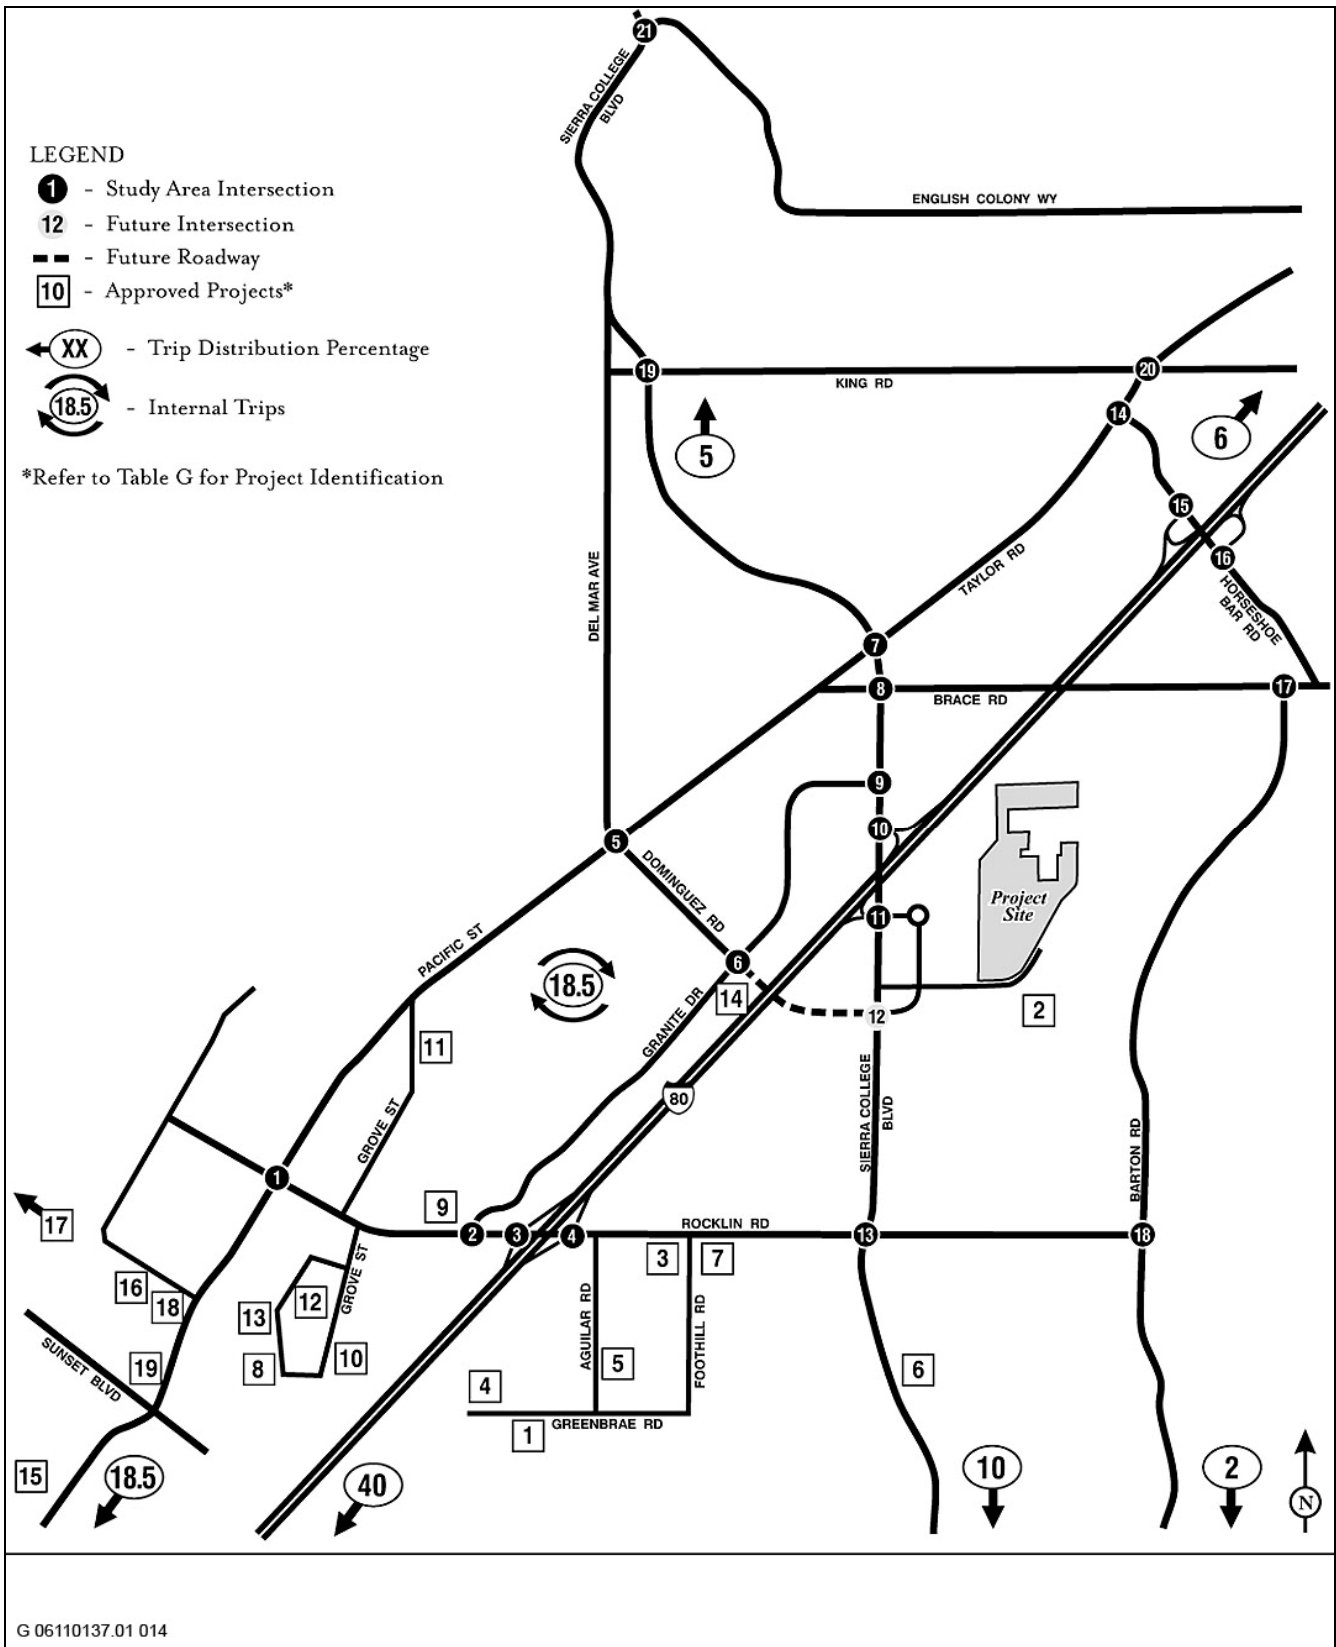 21
SIERRA COLLEGE
BLVD
LEGEND
1 - Study Area Intersection
12 - Future Intersection
- Future Roadway
10 - Approved Projects*
XX - Trip Distribution Percentage
18.5 - Internal Trips
*Refer to Table G for Project Identification
ENGLISH COLONY WY
19
KING RD
20
14
5
6
15
16
HORSESHOE
BAR RD
DEL MAR AVE
TAYLOR RD
7
8
BRACE RD
17
9
10
5
DOMINGUEZ RD
Project
Site
11
PACIFIC ST
6
18.5
14
GRANITE DR
12
2
11
80
GROVE ST
SIERRA COLLEGE
BLVD
BARTON RD
1
9
17
2
3
4
ROCKLIN RD
13
18
3
7
16
18
12
13
GROVE ST
AGUILAR RD
FOOTHILL RD
SUNSET BLVD
19
8
10
5
6
4
1
GREENBRAE RD
15
18.5
40
10
2
N
G 06110137.01 014